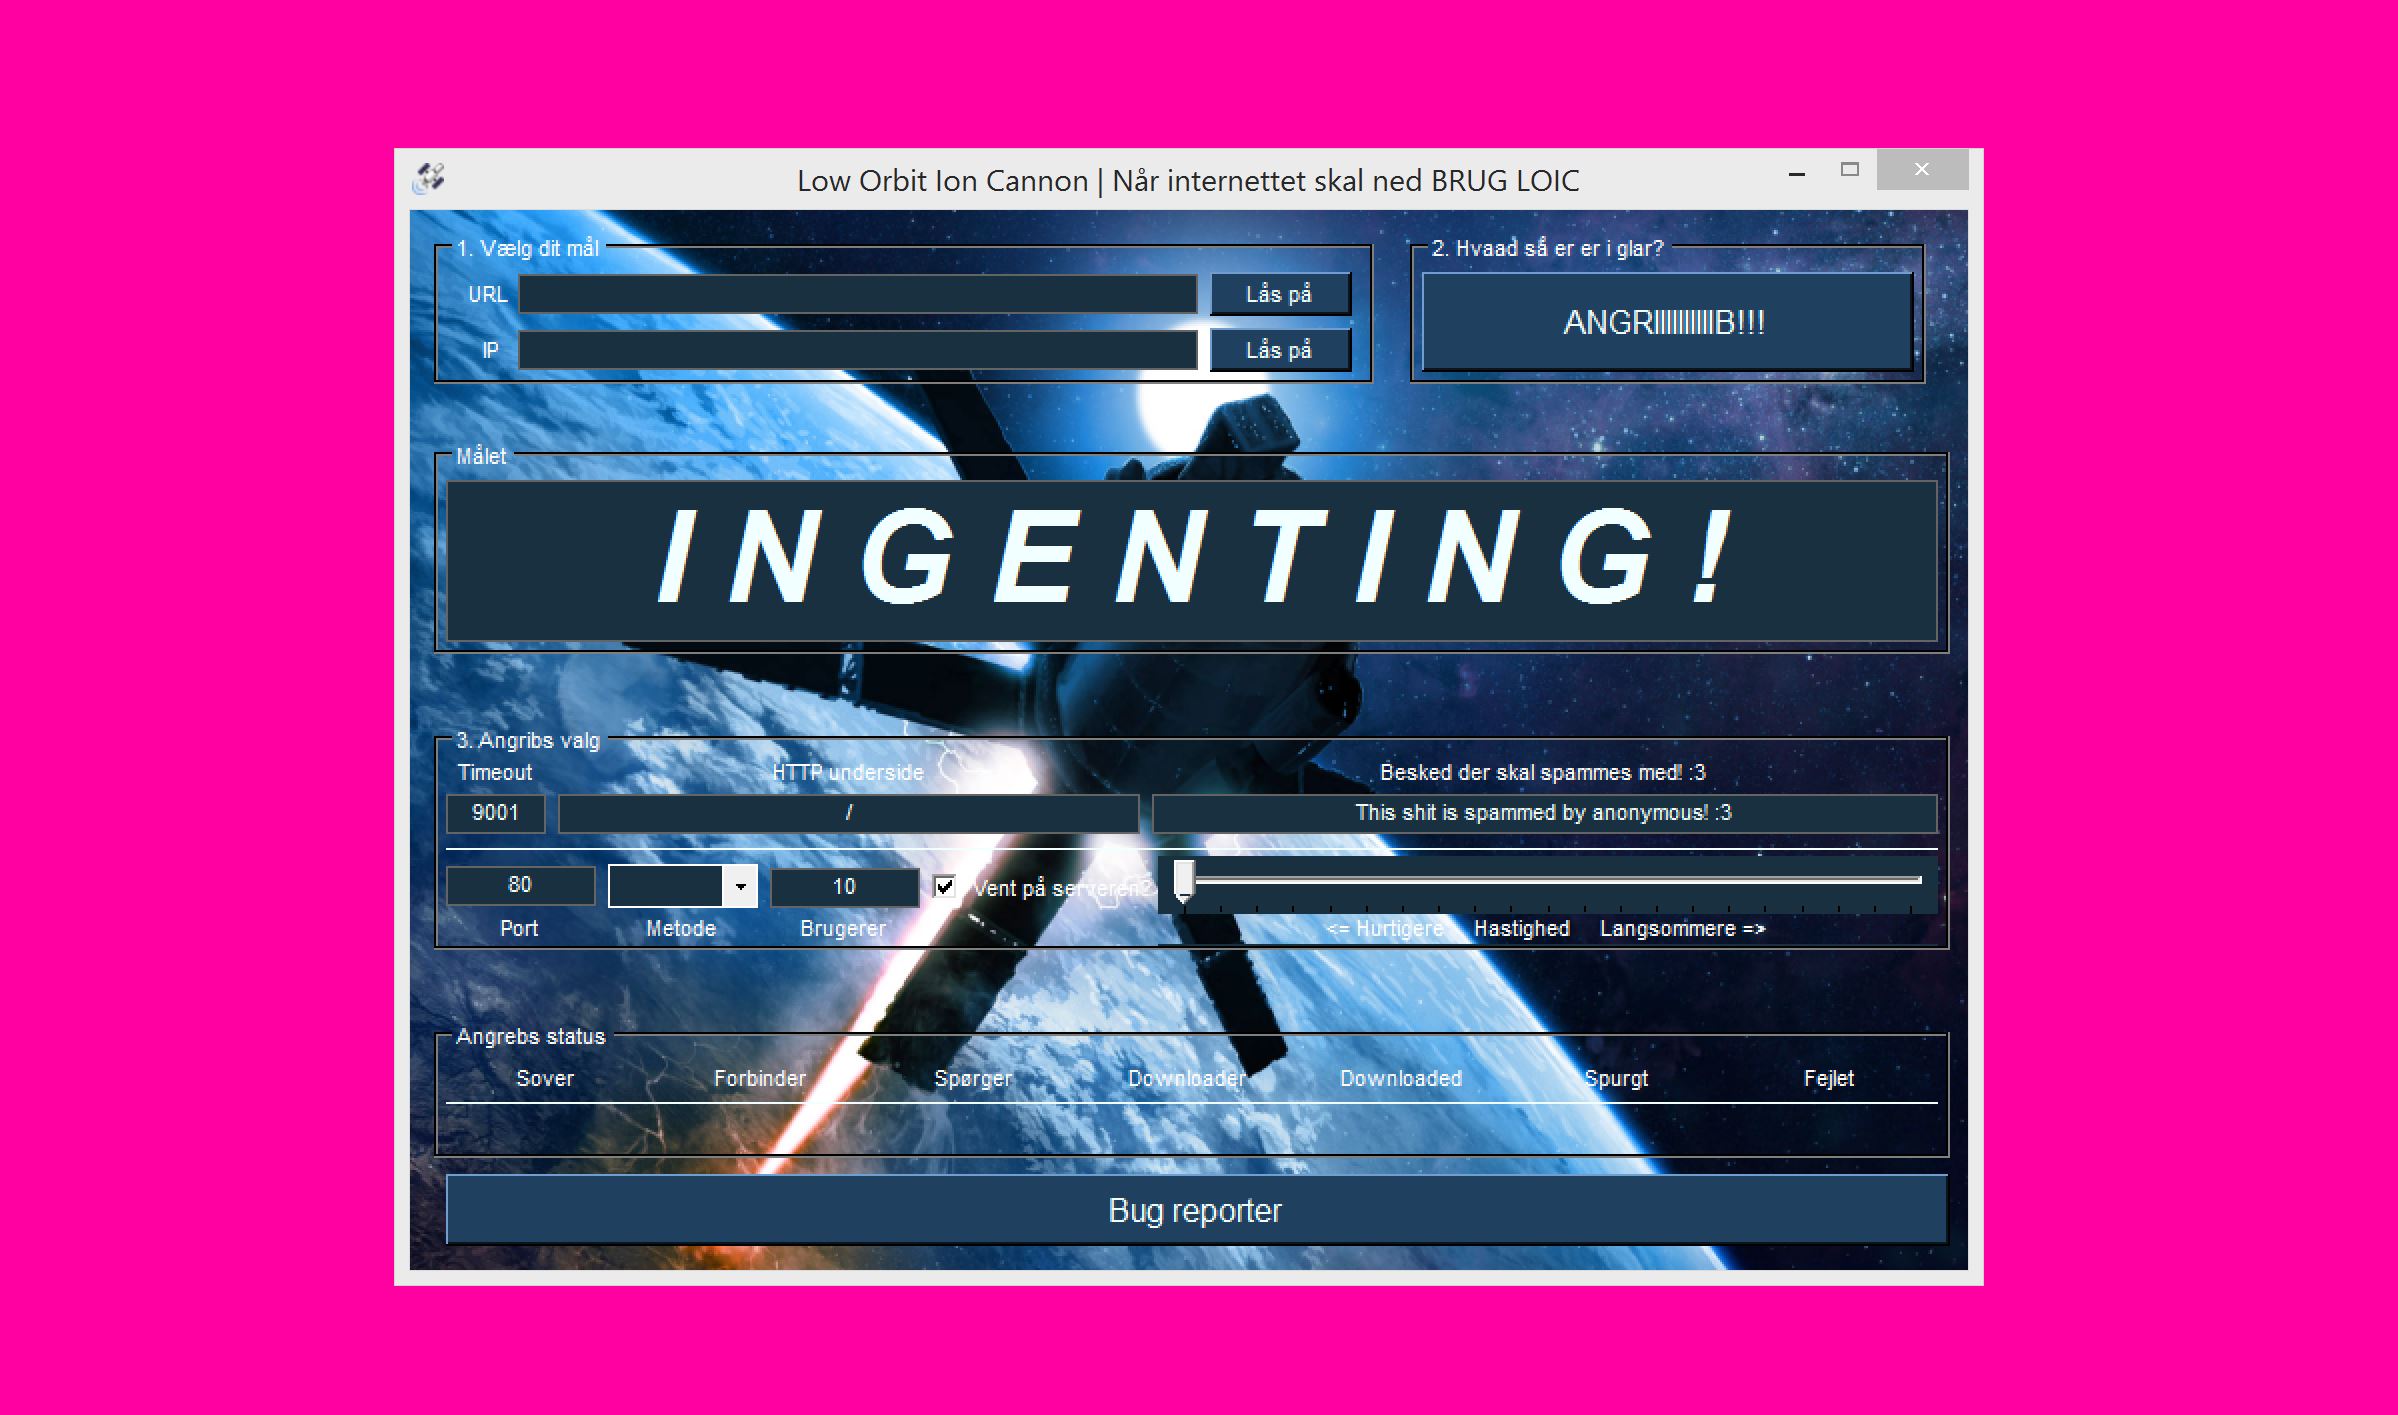 Low Orbit Ion Cannon | Når internettet skal ned BRUG LOIC
1. Vælg dit mål
URL
Lås på
IP
Lås på
2. Hvaad så er er i glar?
ANGRIIIIIIIIIIB!!!
Målet
I N G E N T I N G !
3. Angribs valg
Timeout HTTP underside Besked der skal spammes med! :3
9001 / This shit is spammed by anonymous! :3
80 10 Vent på serveren?
Port Metode Brugerer <= Hurtigere Hastighed Langsommere =>
Angrebs status
Sover Forbinder Spørger Downloader Downloaded Spurgt Fejlet
Bug reporter